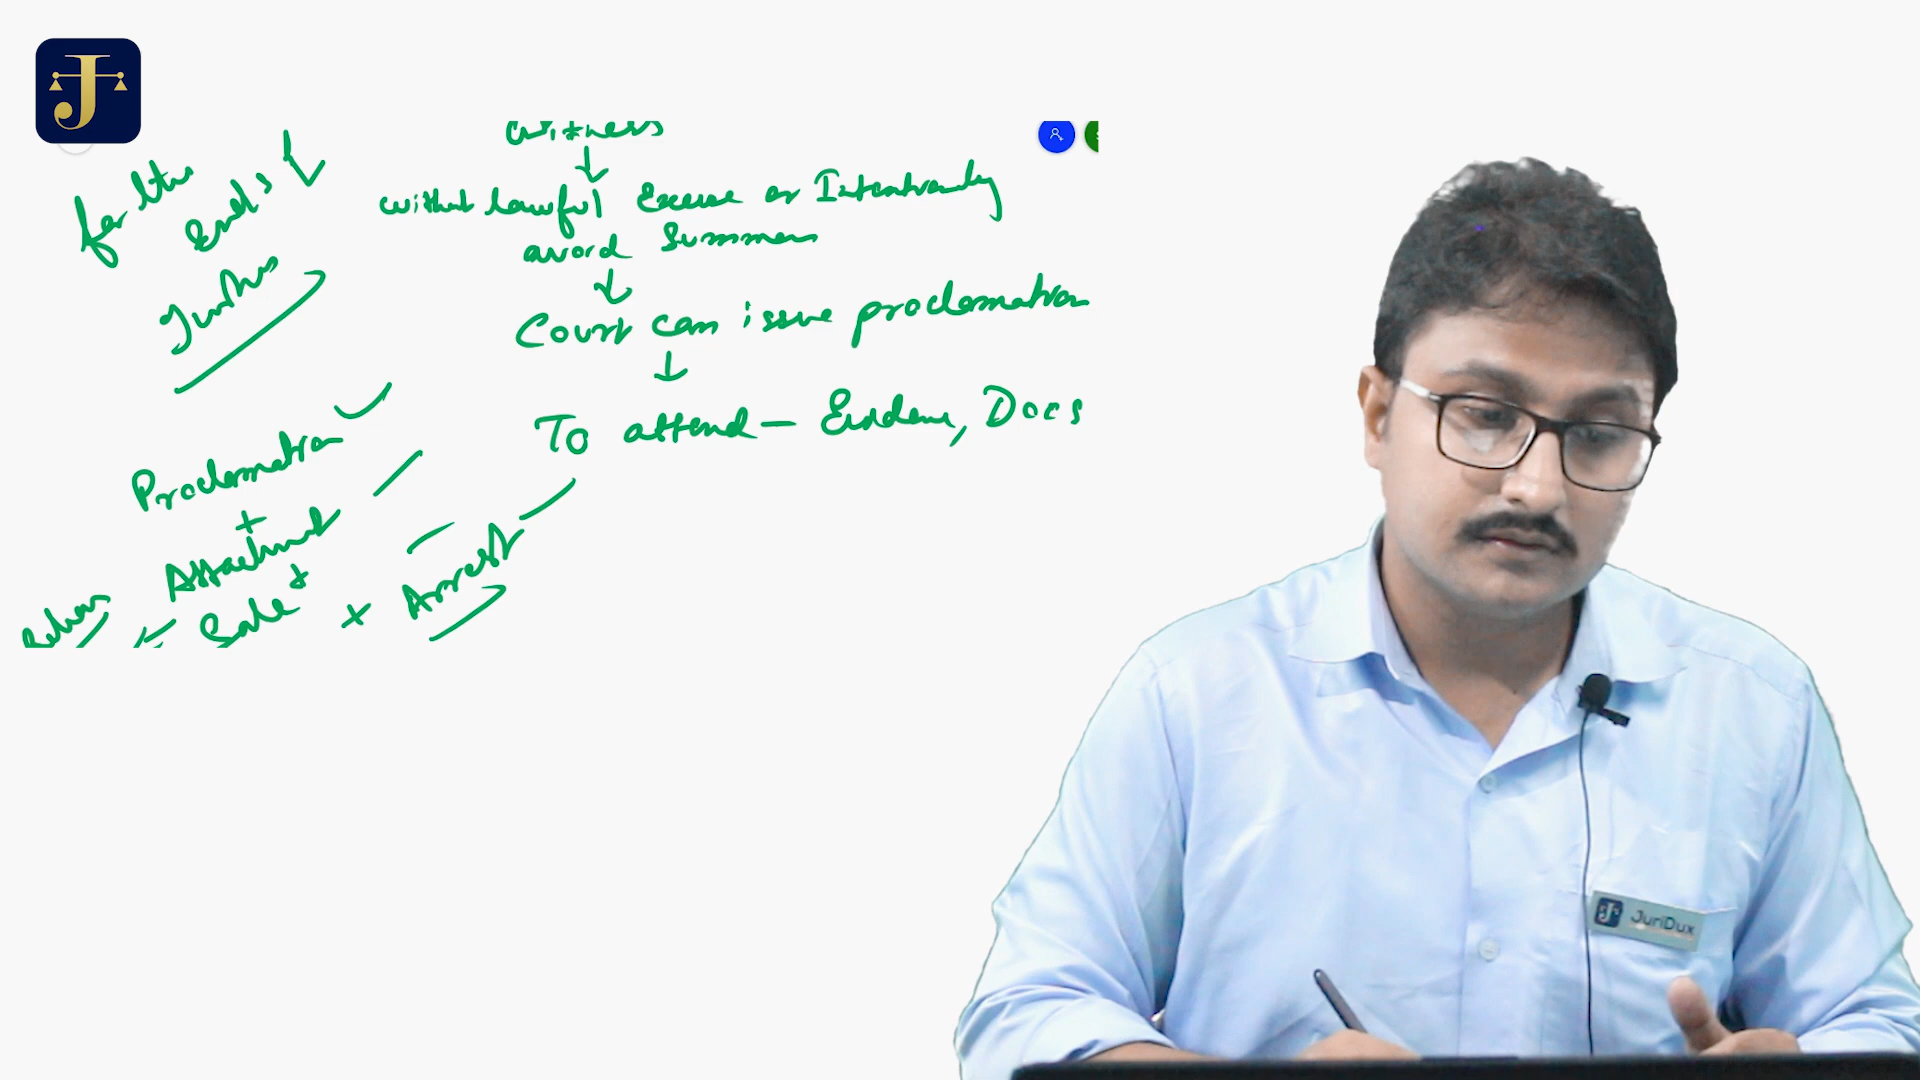 J
witness
↓
without lawful Excuse or Intentionally
avoid Summons
↓
Court can issue proclamation
↓
To attend — Evidence, Docs
for the
Ends of
Justice
Proclamation
+
Attachment
+
Sale + Arrest
JuriDux